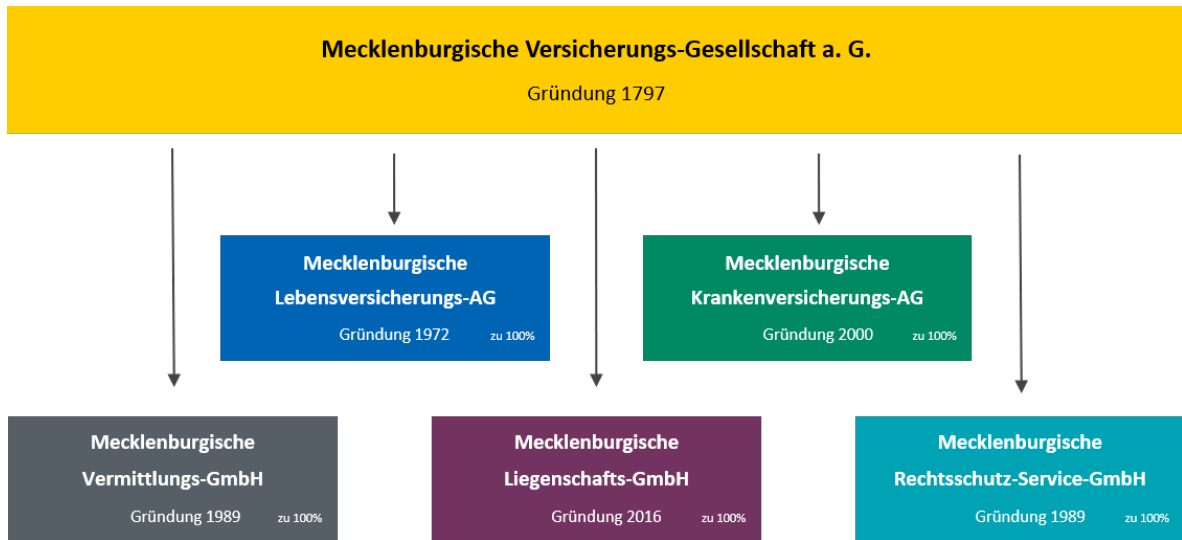 Mecklenburgische Versicherungs-Gesellschaft a. G.
Gründung 1797
Mecklenburgische
Lebensversicherungs-AG
Gründung 1972 zu 100%
Mecklenburgische
Krankenversicherungs-AG
Gründung 2000 zu 100%
Mecklenburgische
Vermittlungs-GmbH
Gründung 1989 zu 100%
Mecklenburgische
Liegenschafts-GmbH
Gründung 2016 zu 100%
Mecklenburgische
Rechtsschutz-Service-GmbH
Gründung 1989 zu 100%